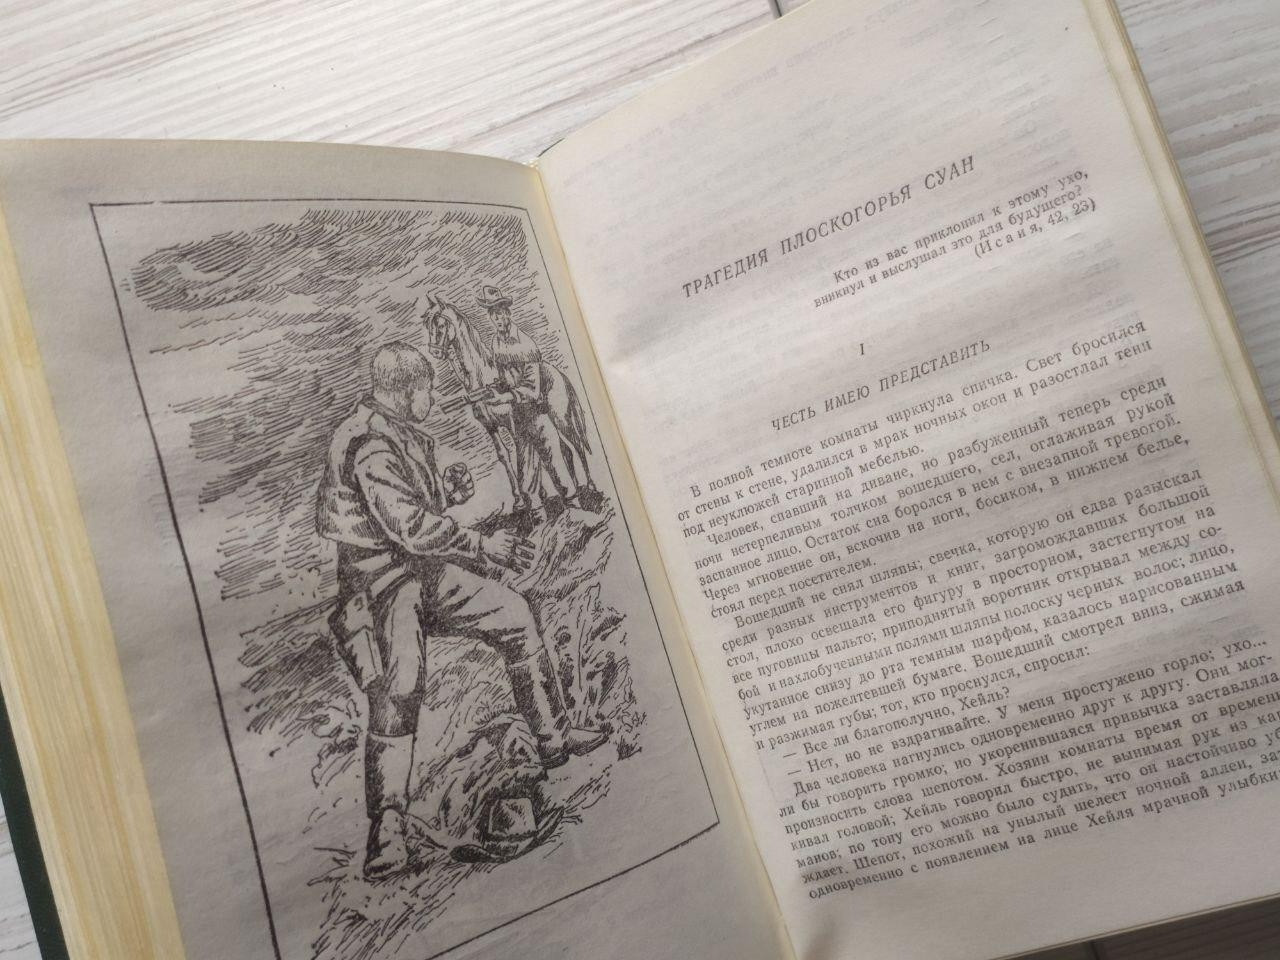 ТРАГЕДИЯ ПЛОСКОГОРЬЯ СУАН
Кто из вас приклонил к этому ухо,
вникнул и выслушал это для будущего?
(Исаия, 42, 23)
I
ЧЕСТЬ ИМЕЮ ПРЕДСТАВИТЬ
В полной темноте комнаты чиркнула спичка. Свет бросился
от стены к стене, удалился в мрак ночных окон и разостлал тени
под неуклюжей старинной мебелью.
Человек, спавший на диване, но разбуженный теперь среди
ночи нетерпеливым толчком вошедшего, сел, оглаживая рукой
заспанное лицо. Остаток сна боролся в нем с внезапной тревогой.
Через мгновение он, вскочив на ноги, босиком, в нижнем белье,
стоял перед посетителем.
Вошедший не снял шляпы; свечка, которую он едва разыскал
среди разных инструментов и книг, загромождавших большой
стол, плохо освещала его фигуру в просторном, застегнутом на
все пуговицы пальто; приподнятый воротник открывал между со-
бой и нахлобученными полями шляпы полоску черных волос; лицо,
укутанное снизу до рта темным шарфом, казалось нарисованным
углем на пожелтевшей бумаге. Вошедший смотрел вниз, сжимая
и разжимая губы; тот, кто проснулся, спросил:
— Все ли благополучно, Хейль?
— Нет, но не вздрагивайте. У меня простужено горло; ухо...
Два человека нагнулись одновременно друг к другу. Они мог-
ли бы говорить громко; но укоренившаяся привычка заставляла
произносить слова шепотом. Хозяин комнаты время от времени
кивал головой; Хейль говорил быстро, не вынимая рук из
манов; по тону его можно было судить, что он настойчиво
ждает. Шепот, похожий на унылый шелест ночной аллеи,
одновременно с появлением на лице Хейля мрачной улыбки